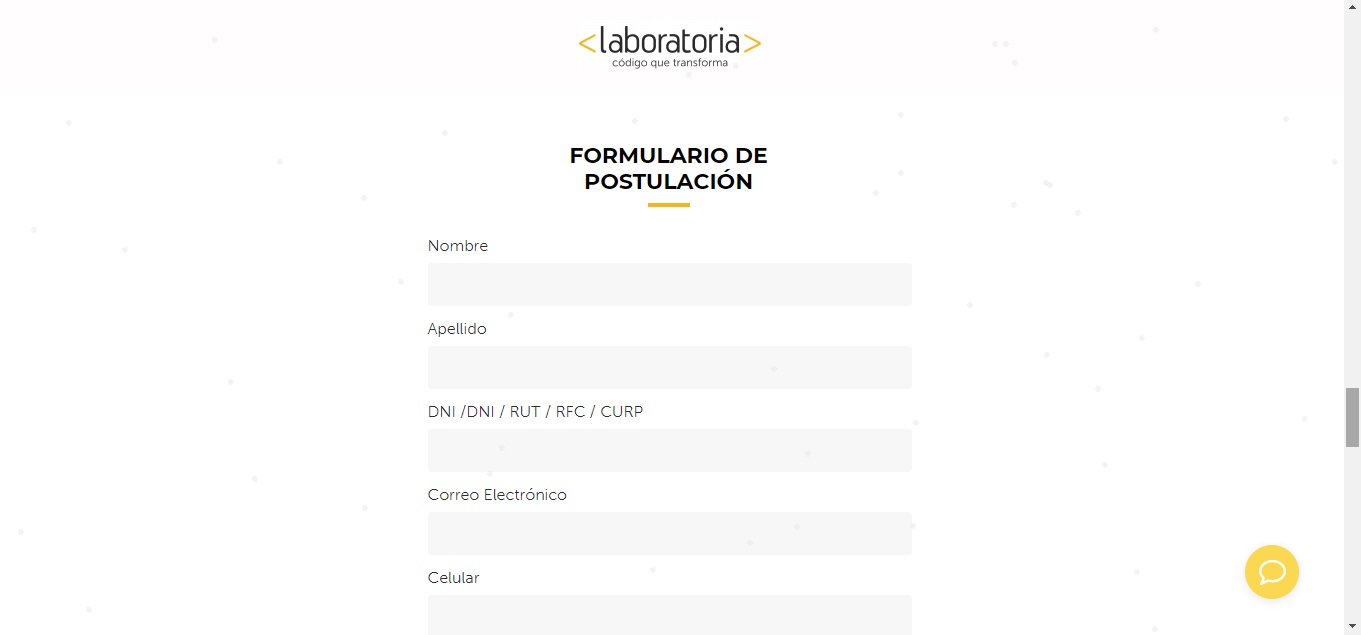 <laboratoria>
código que transforma
FORMULARIO DE
POSTULACIÓN
Nombre
Apellido
DNI /DNI / RUT / RFC / CURP
Correo Electrónico
Celular